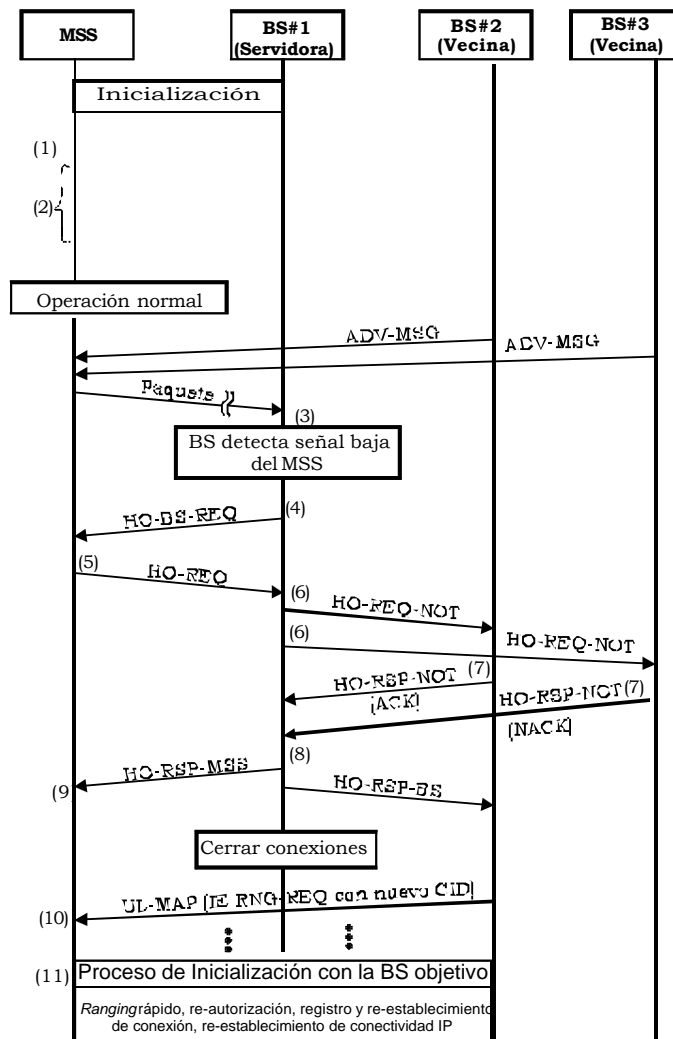 MSS
BS#1
(Servidora)
BS#2
(Vecina)
BS#3
(Vecina)
Inicialización
(1)
(2)
Operación normal
ADV-MSG
ADV-MSG
Paquete
(3)
BS detecta señal baja
del MSS
(4)
HO-BS-REQ
(5)
HO-REQ
(6)
HO-REQ-NOT
(6)
HO-REQ-NOT
(7)
HO-RSP-NOT
(ACK)
HO-RSP-NOT
(7)
(NACK)
(8)
HO-RSP-MSS
(9)
HO-RSP-BS
Cerrar conexiones
UL-MAP (IE RNG-REQ con nuevo CID)
(10)
(11)
Proceso de Inicialización con la BS objetivo
Ranging rápido, re-autorización, registro y re-establecimiento
de conexión, re-establecimiento de conectividad IP